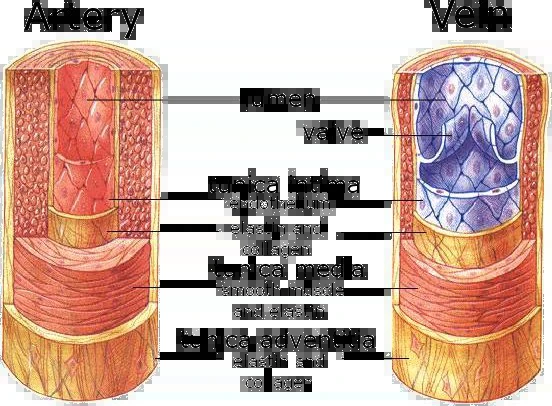 Artery
Vein
lumen
valve
tunica intima
endothelium
elastin and
collagen
tunica media
smooth muscle
and elastin
tunica adventitia
elastin and
collagen